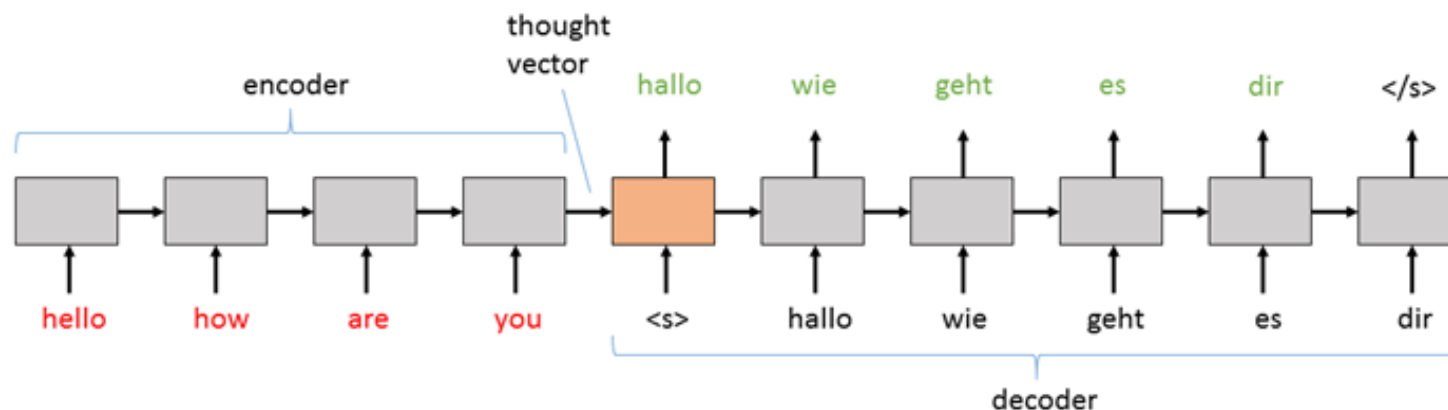 thought
vector
encoder
hallo wie geht es dir </s>
hello how are you <s> hallo wie geht es dir
decoder